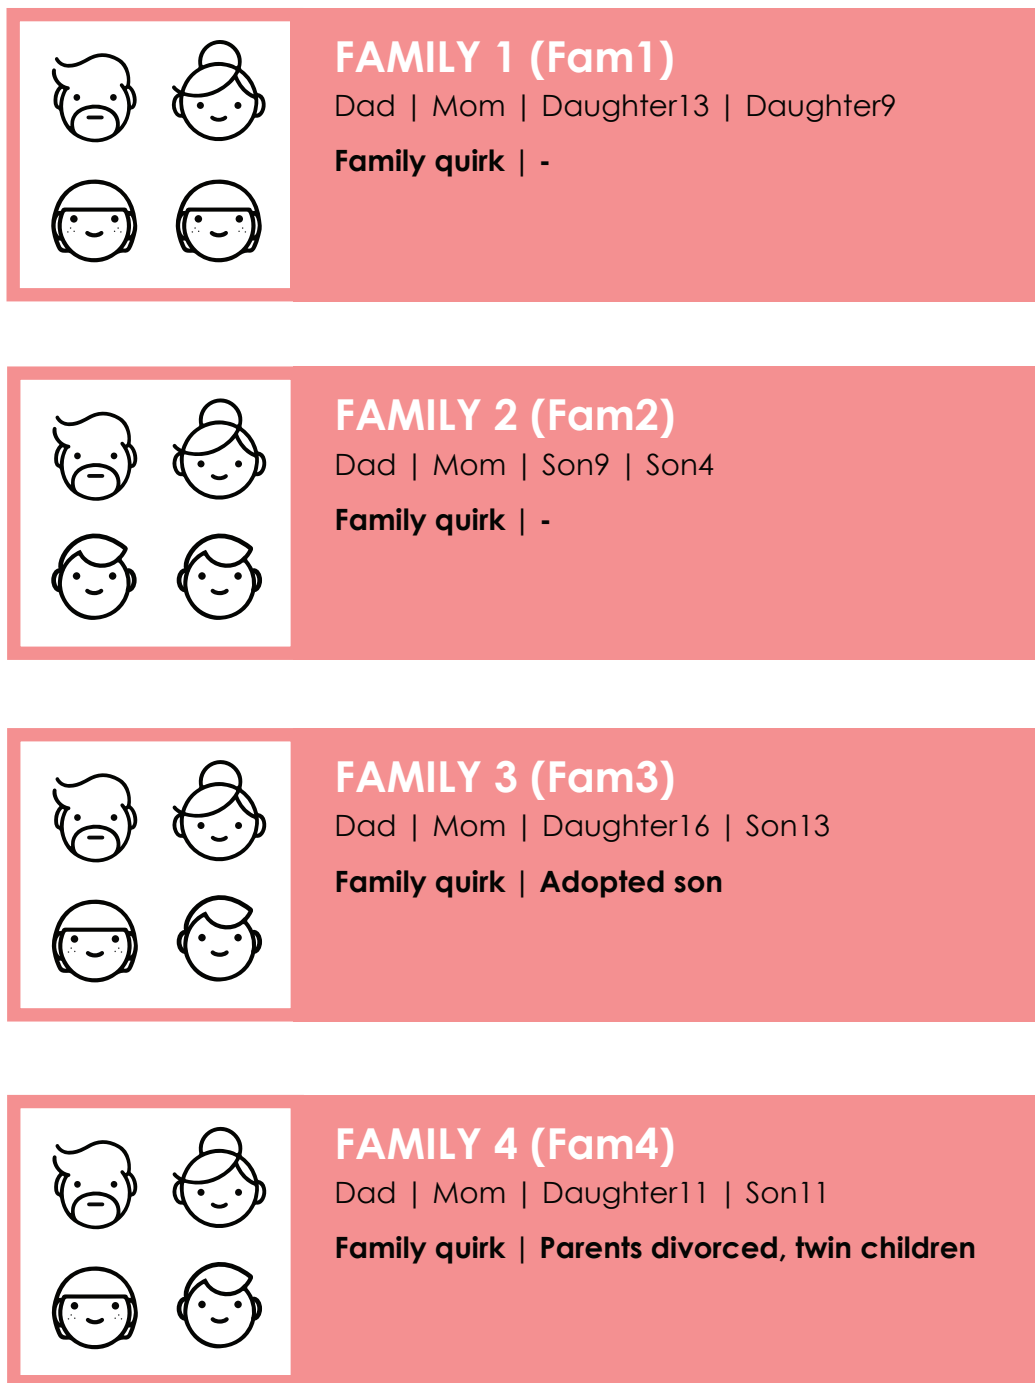 FAMILY 1 (Fam1)
Dad | Mom | Daughter13 | Daughter9
Family quirk | -
FAMILY 2 (Fam2)
Dad | Mom | Son9 | Son4
Family quirk | -
FAMILY 3 (Fam3)
Dad | Mom | Daughter16 | Son13
Family quirk | Adopted son
FAMILY 4 (Fam4)
Dad | Mom | Daughter11 | Son11
Family quirk | Parents divorced, twin children